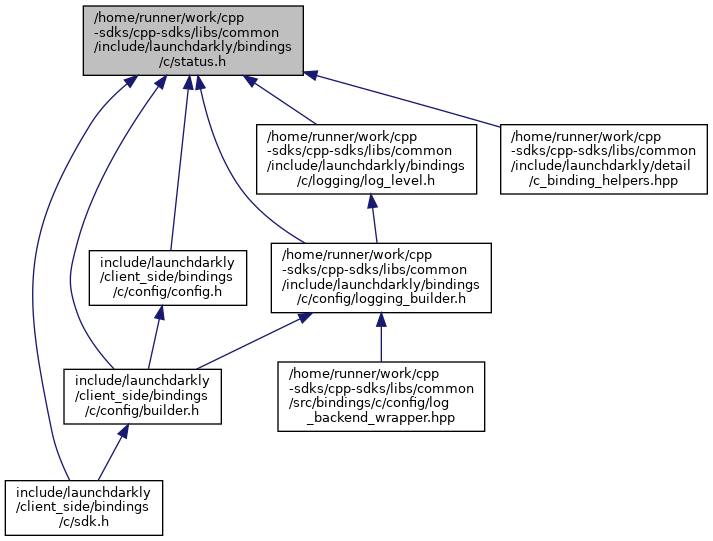 /home/runner/work/cpp
-sdks/cpp-sdks/libs/common
/include/launchdarkly/bindings
/c/status.h
/home/runner/work/cpp
-sdks/cpp-sdks/libs/common
/include/launchdarkly/bindings
/c/logging/log_level.h
/home/runner/work/cpp
-sdks/cpp-sdks/libs/common
/include/launchdarkly/detail
/c_binding_helpers.hpp
include/launchdarkly
/client_side/bindings
/c/config/config.h
/home/runner/work/cpp
-sdks/cpp-sdks/libs/common
/include/launchdarkly/bindings
/c/config/logging_builder.h
include/launchdarkly
/client_side/bindings
/c/config/builder.h
/home/runner/work/cpp
-sdks/cpp-sdks/libs/common
/src/bindings/c/config/log
_backend_wrapper.hpp
include/launchdarkly
/client_side/bindings
/c/sdk.h